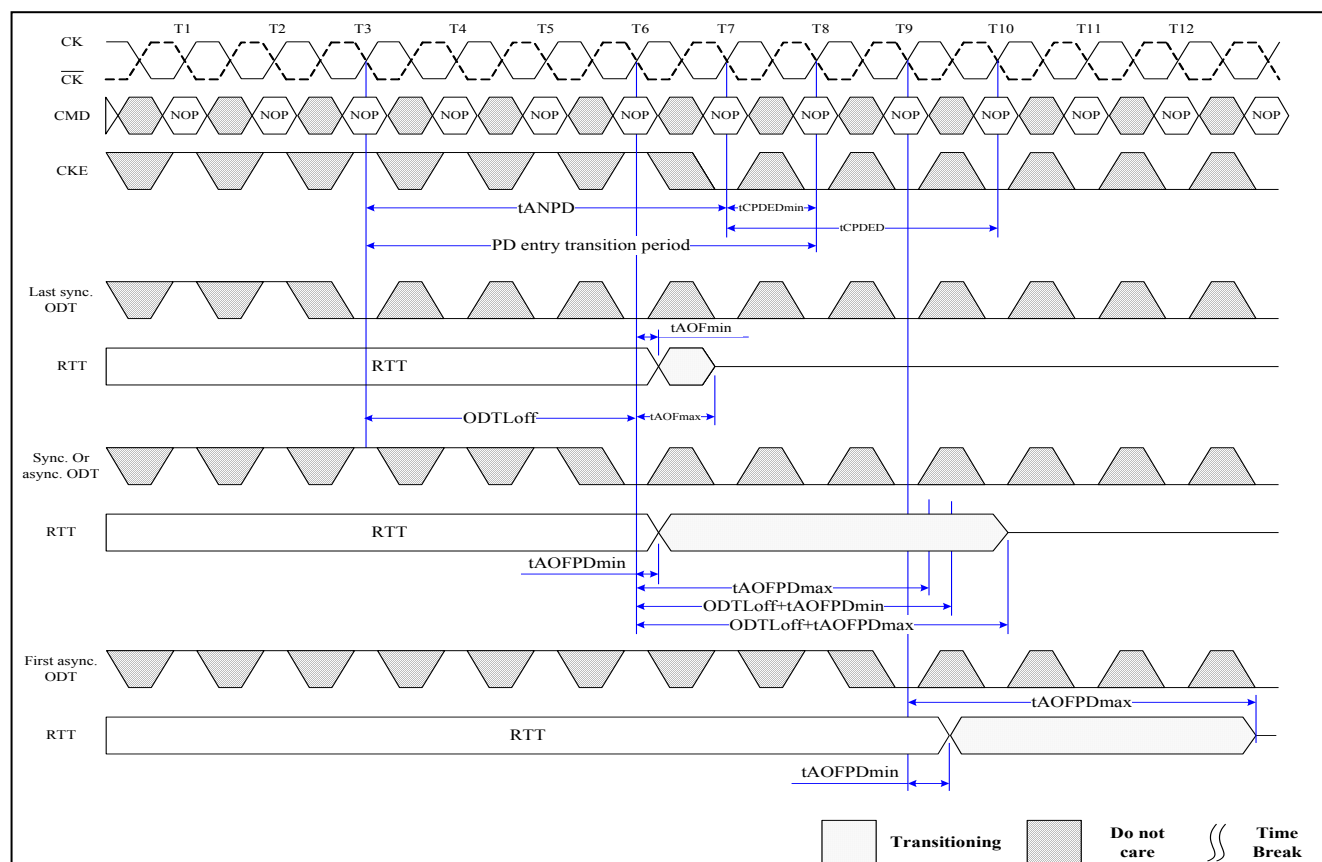 T1 T2 T3 T4 T5 T6 T7 T8 T9 T10 T11 T12
CK
CK
CMD NOP NOP NOP NOP NOP NOP NOP NOP NOP NOP NOP NOP NOP
CKE
tANPD tCPDEDmin
tCPDED
PD entry transition period
Last sync.
ODT
tAOFmin
RTT RTT
ODTLoff tAOFmax
Sync. Or
async. ODT
RTT RTT
tAOFPDmin
tAOFPDmax
ODTLoff+tAOFPDmin
ODTLoff+tAOFPDmax
First async.
ODT
tAOFPDmax
RTT RTT
tAOFPDmin
Transitioning
Do not
care
Time
Break